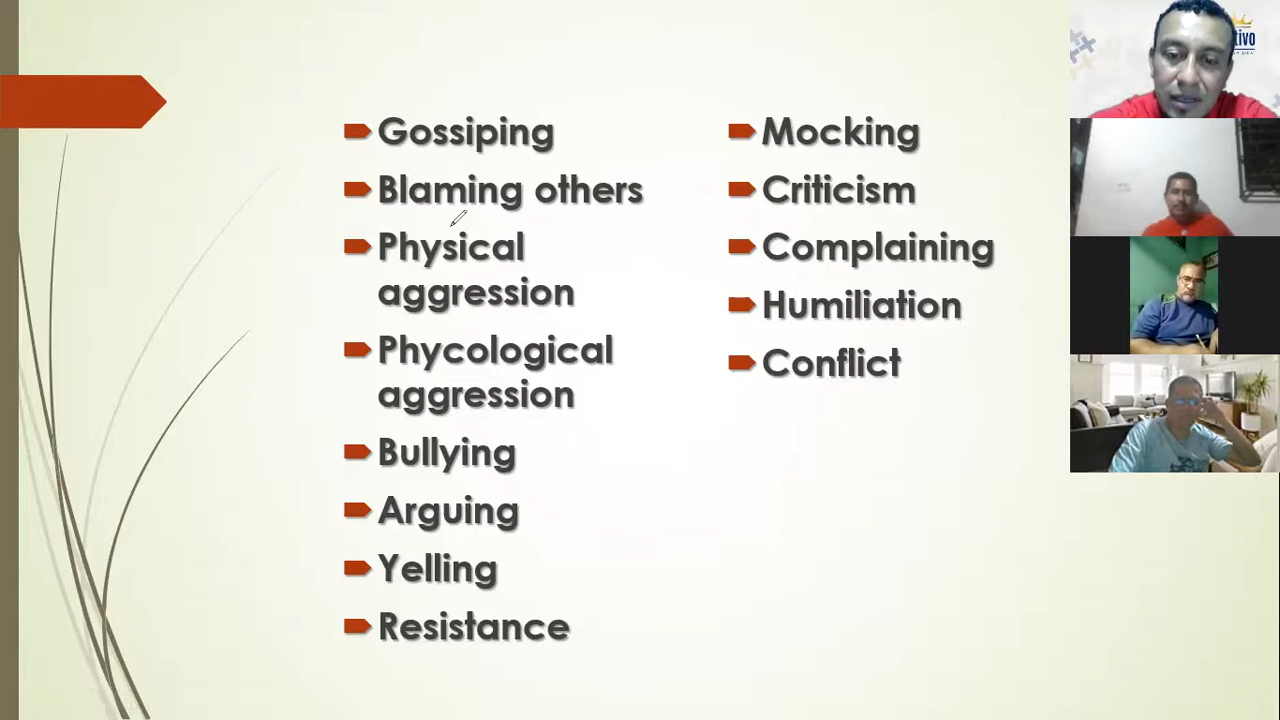 Gossiping
Blaming others
Physical
aggression
Phycological
aggression
Bullying
Arguing
Yelling
Resistance
Mocking
Criticism
Complaining
Humiliation
Conflict
tivo